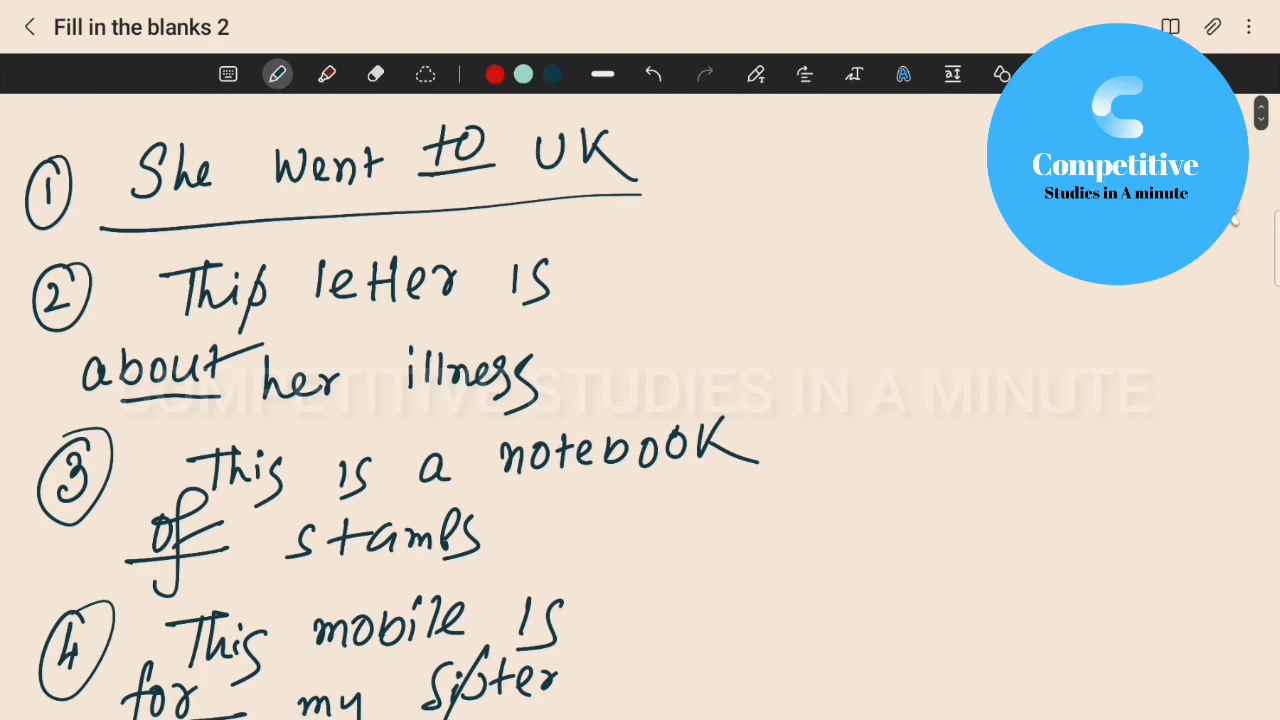 Fill in the blanks 2
Competitive
Studies in A minute
① She went to UK
② This letter is
about her illness
COMPETITIVE STUDIES IN A MINUTE
③ This is a notebook
of stamps
④ This mobile is
for my sister